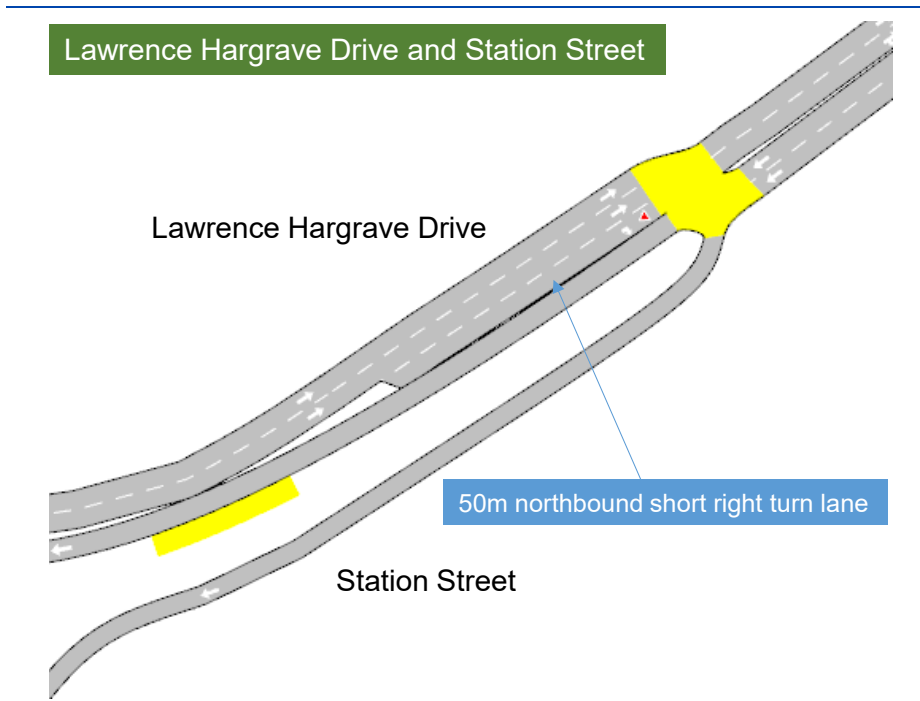 Lawrence Hargrave Drive and Station Street
Lawrence Hargrave Drive
50m northbound short right turn lane
Station Street